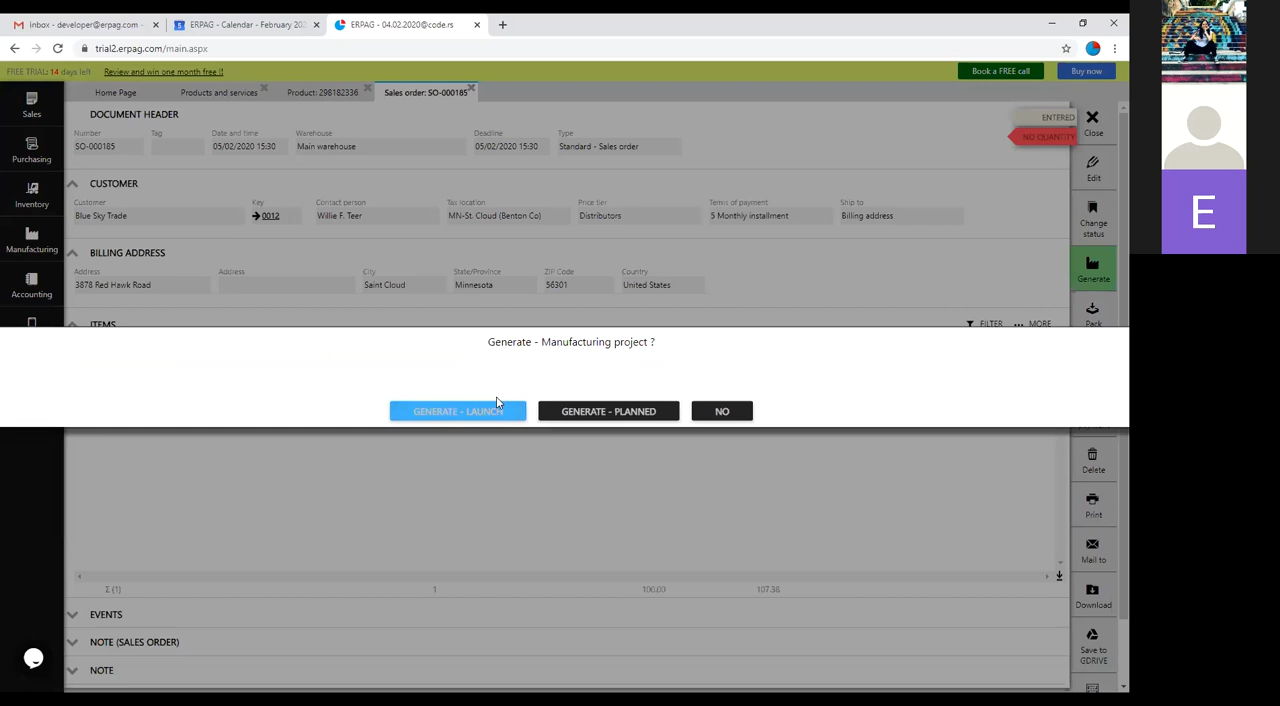 Inbox - developer@erpag.com -
ERPAG - Calendar - February 202
ERPAG - 04.02.2020@code.rs
trial2.erpag.com/main.aspx
FREE TRIAL: 14 days left
Review and win one month free !!
Book a FREE call
Buy now
Home Page
Products and services
Product: 298182336
Sales order: SO-000185
Sales
Purchasing
Inventory
Manufacturing
Accounting
DOCUMENT HEADER
ENTERED
NO QUANTITY
Number
Tag
Date and time
Warehouse
Deadline
Type
SO-000185
05/02/2020 15:30
Main warehouse
05/02/2020 15:30
Standard - Sales order
CUSTOMER
Customer
Key
Contact person
Tax location
Price tier
Terms of payment
Ship to
Blue Sky Trade
0012
Willie F. Teer
MN-St. Cloud (Benton Co)
Distributors
5 Monthly installment
Billing address
BILLING ADDRESS
Address
Address
City
State/Province
ZIP Code
Country
3878 Red Hawk Road
Saint Cloud
Minnesota
56301
United States
ITEMS
FILTER
MORE
Generate - Manufacturing project ?
GENERATE - LAUNCH
GENERATE - PLANNED
NO
Σ (1)
1
100.00
107.38
EVENTS
NOTE (SALES ORDER)
NOTE
Close
Edit
Change
status
Generate
Pack
Delete
Print
Mail to
Download
Save to
GDRIVE
E